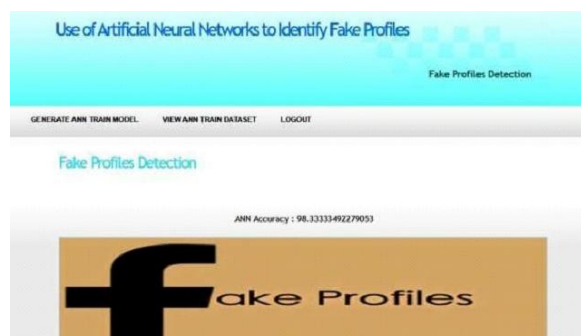 Use of Artificial Neural Networks to Identify Fake Profiles
Fake Profiles Detection
GENERATE ANN TRAIN MODEL VIEW ANN TRAIN DATASET LOGOUT
Fake Profiles Detection
ANN Accuracy : 98.33333492279053
Fake Profiles